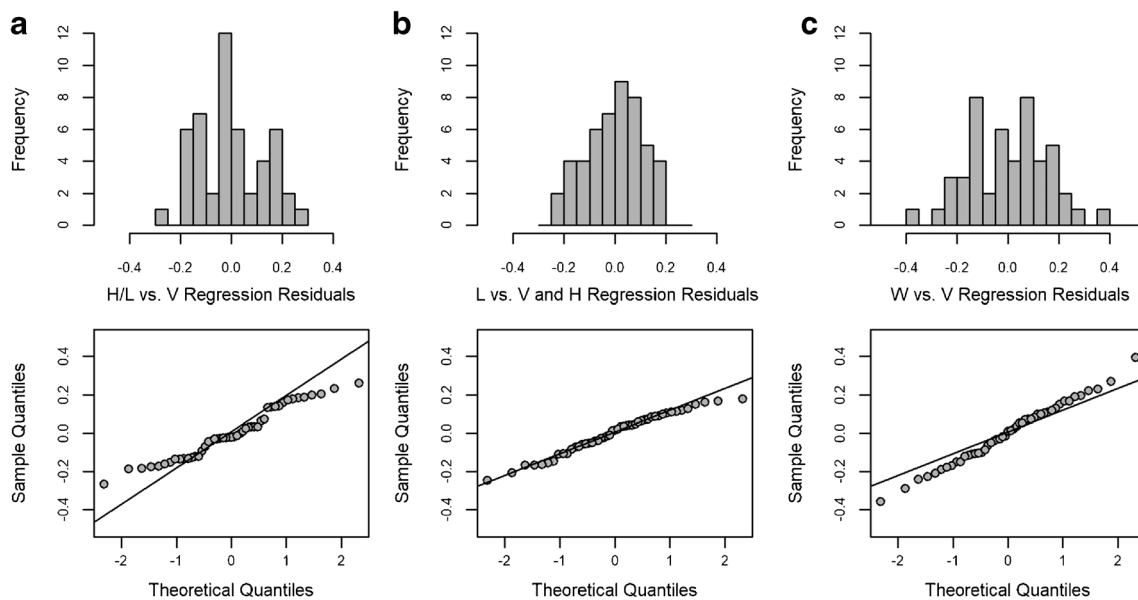 a
12
10
8
6
4
2
0
Frequency
-0.4 -0.2 0.0 0.2 0.4
H/L vs. V Regression Residuals
b
12
10
8
6
4
2
0
Frequency
-0.4 -0.2 0.0 0.2 0.4
L vs. V and H Regression Residuals
c
12
10
8
6
4
2
0
Frequency
-0.4 -0.2 0.0 0.2 0.4
W vs. V Regression Residuals
0.4
0.2
0.0
-0.2
-0.4
Sample Quantiles
-2 -1 0 1 2
Theoretical Quantiles
0.4
0.2
0.0
-0.2
-0.4
Sample Quantiles
-2 -1 0 1 2
Theoretical Quantiles
0.4
0.2
0.0
-0.2
-0.4
Sample Quantiles
-2 -1 0 1 2
Theoretical Quantiles